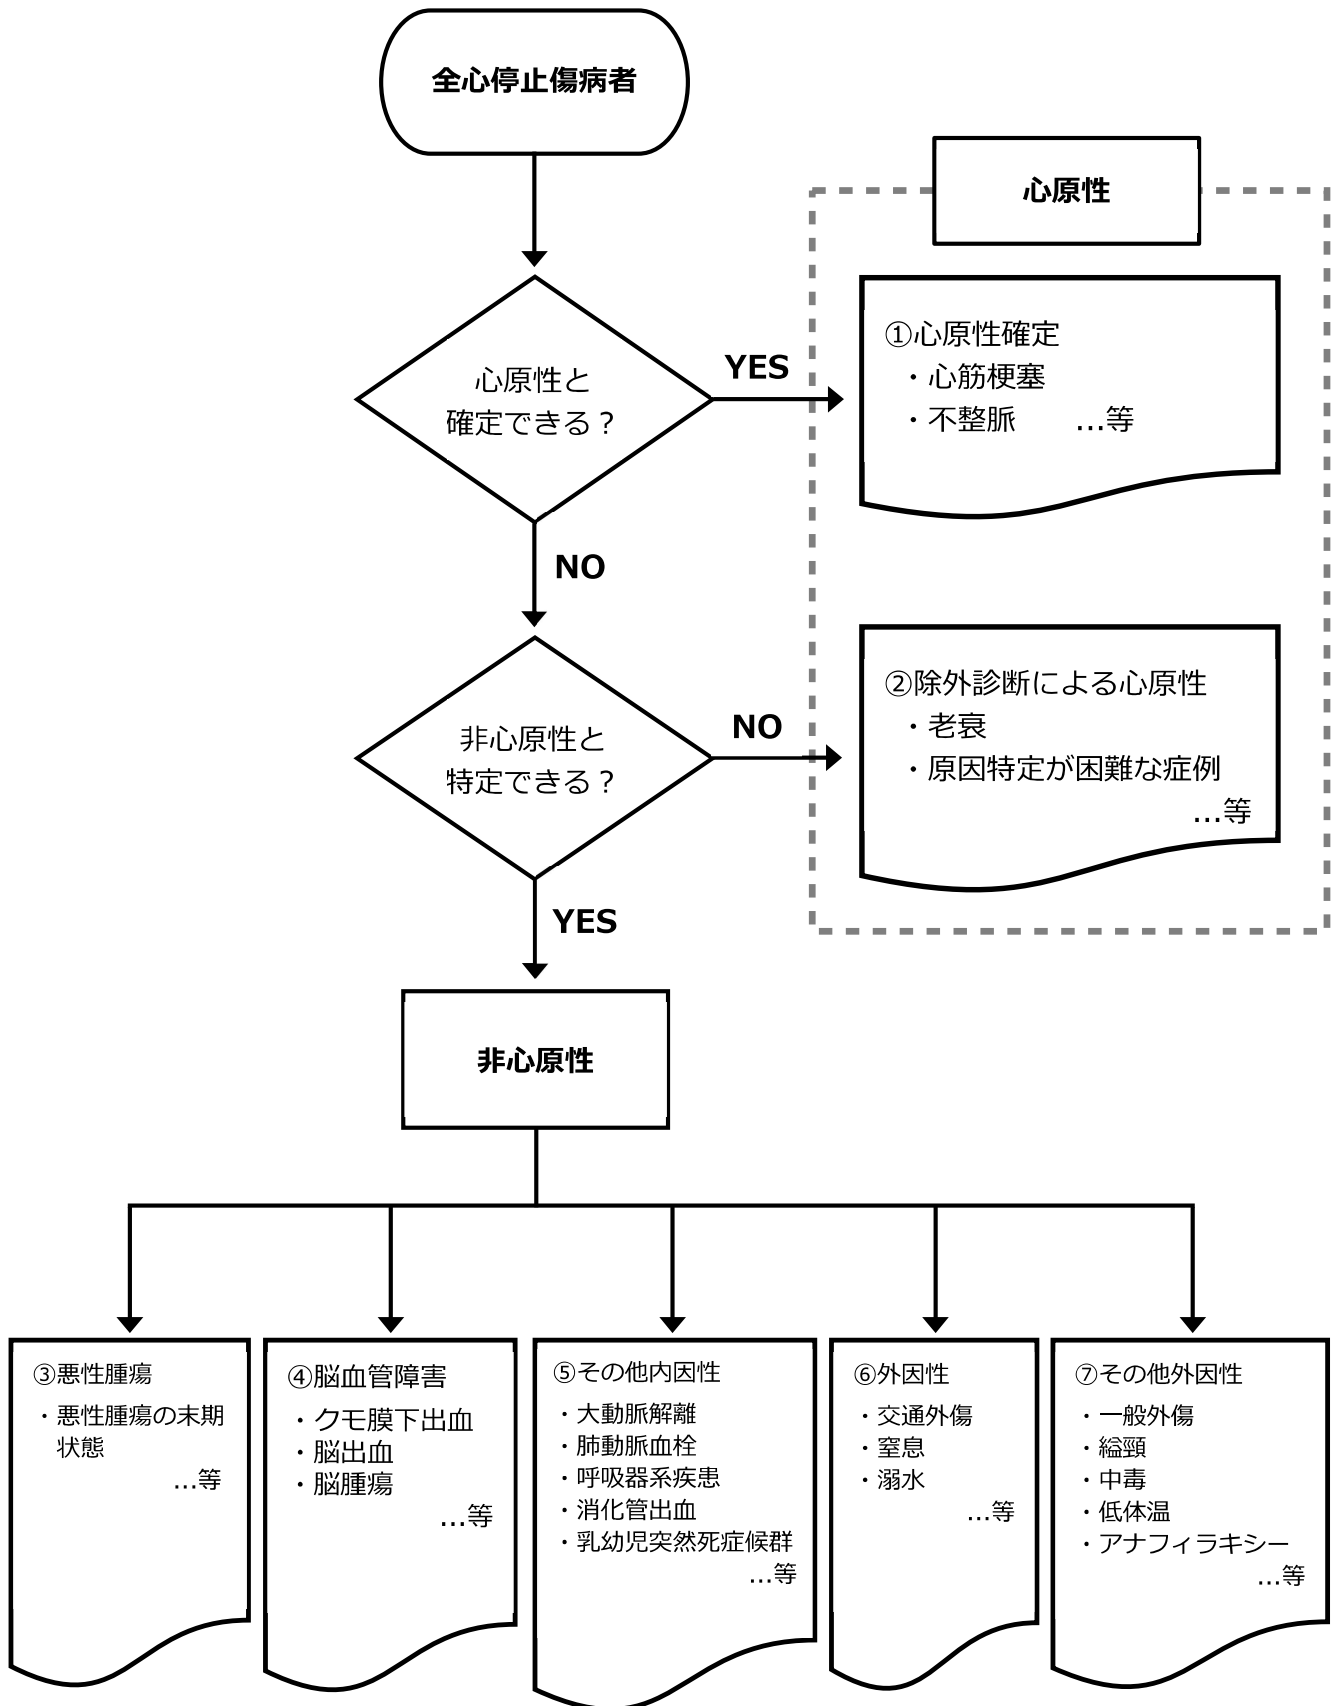 全心停止傷病者
心原性
心原性と
確定できる？
YES
①心原性確定
・心筋梗塞
・不整脈　　…等
NO
非心原性と
特定できる？
NO
②除外診断による心原性
・老衰
・原因特定が困難な症例
…等
YES
非心原性
③悪性腫瘍
・悪性腫瘍の末期
状態
…等
④脳血管障害
・クモ膜下出血
・脳出血
・脳腫瘍
…等
⑤その他内因性
・大動脈解離
・肺動脈血栓
・呼吸器系疾患
・消化管出血
・乳幼児突然死症候群
…等
⑥外因性
・交通外傷
・窒息
・溺水
…等
⑦その他外因性
・一般外傷
・縊頸
・中毒
・低体温
・アナフィラキシー
…等